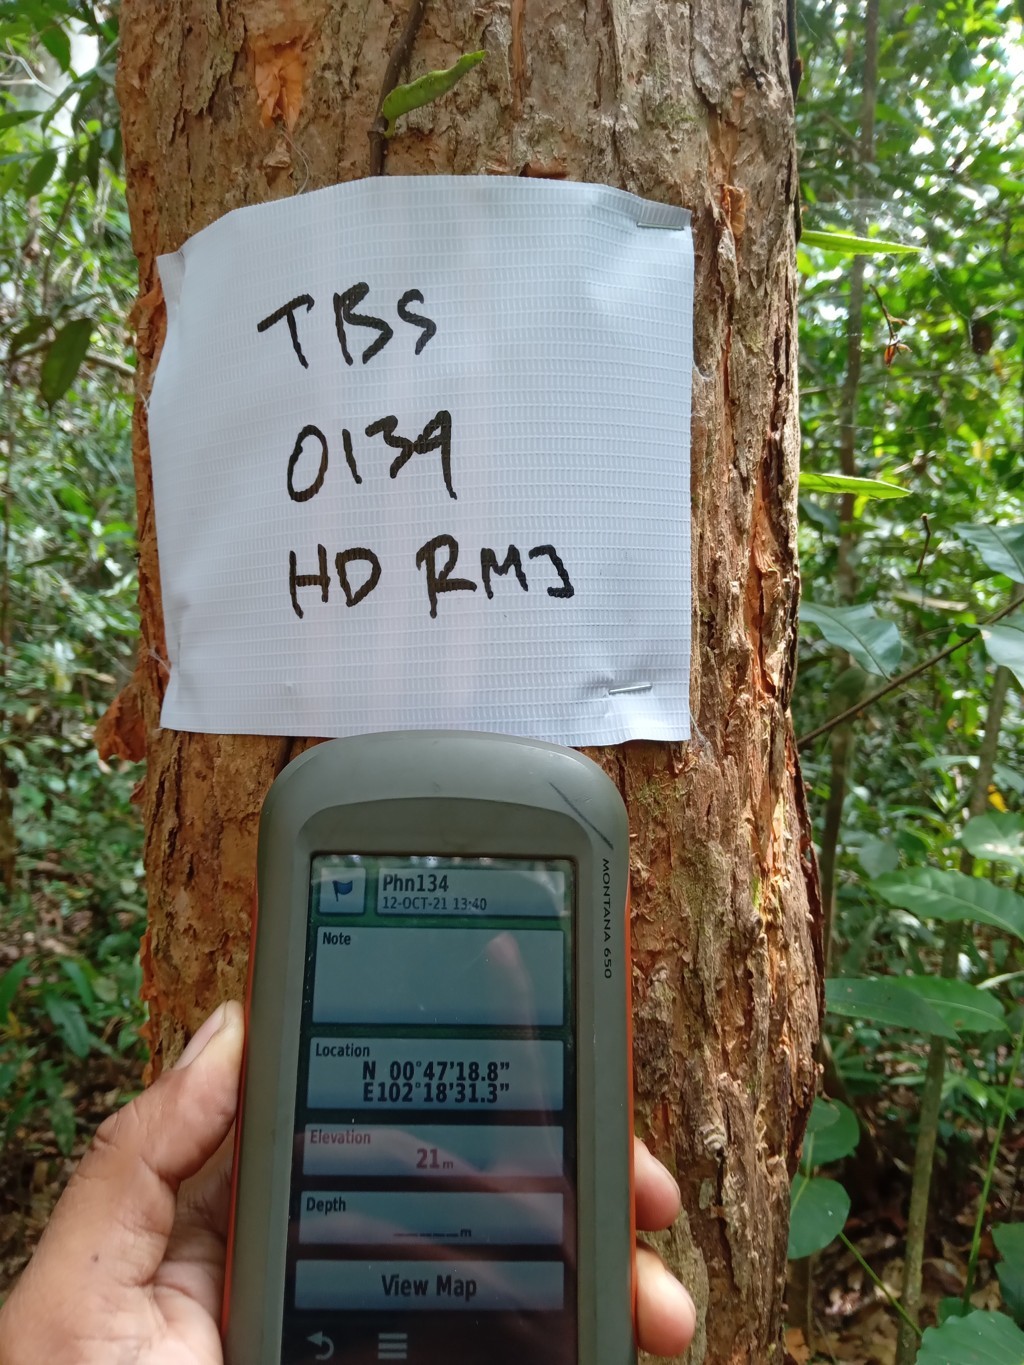 TBS
0134
HD RMJ
MONTANA 650
Phn134
12-OCT-21 13:40
Note
Location
N 00°47'18.8"
E102°18'31.3"
Elevation
21m
Depth
_____m
View Map